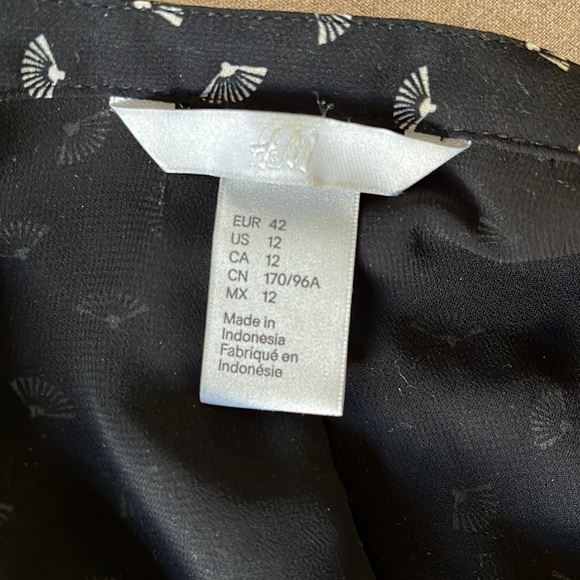 H&M
EUR 42
US 12
CA 12
CN 170/96A
MX 12
Made in
Indonesia
Fabriqué en
Indonésie